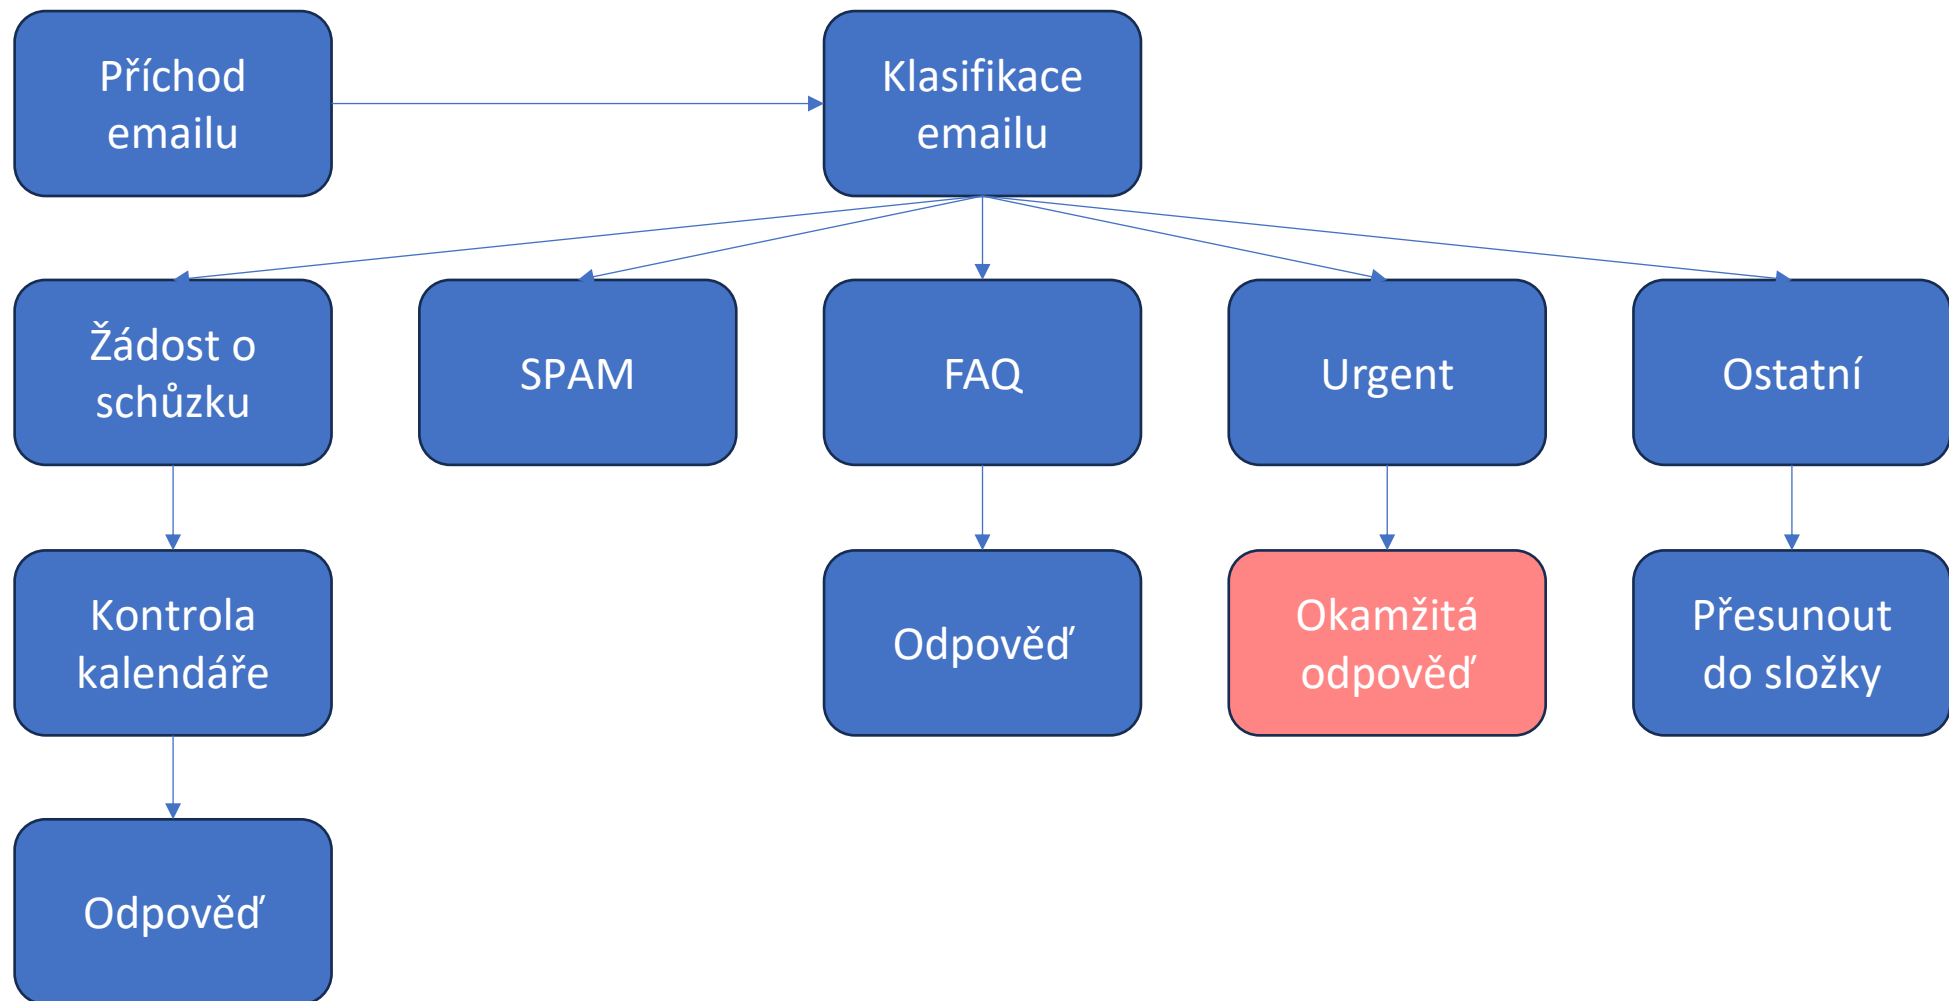 Příchod
emailu
Klasifikace
emailu
Žádost o
schůzku
SPAM
FAQ
Urgent
Ostatní
Kontrola
kalendáře
Odpověď
Okamžitá
odpověď
Přesunout
do složky
Odpověď